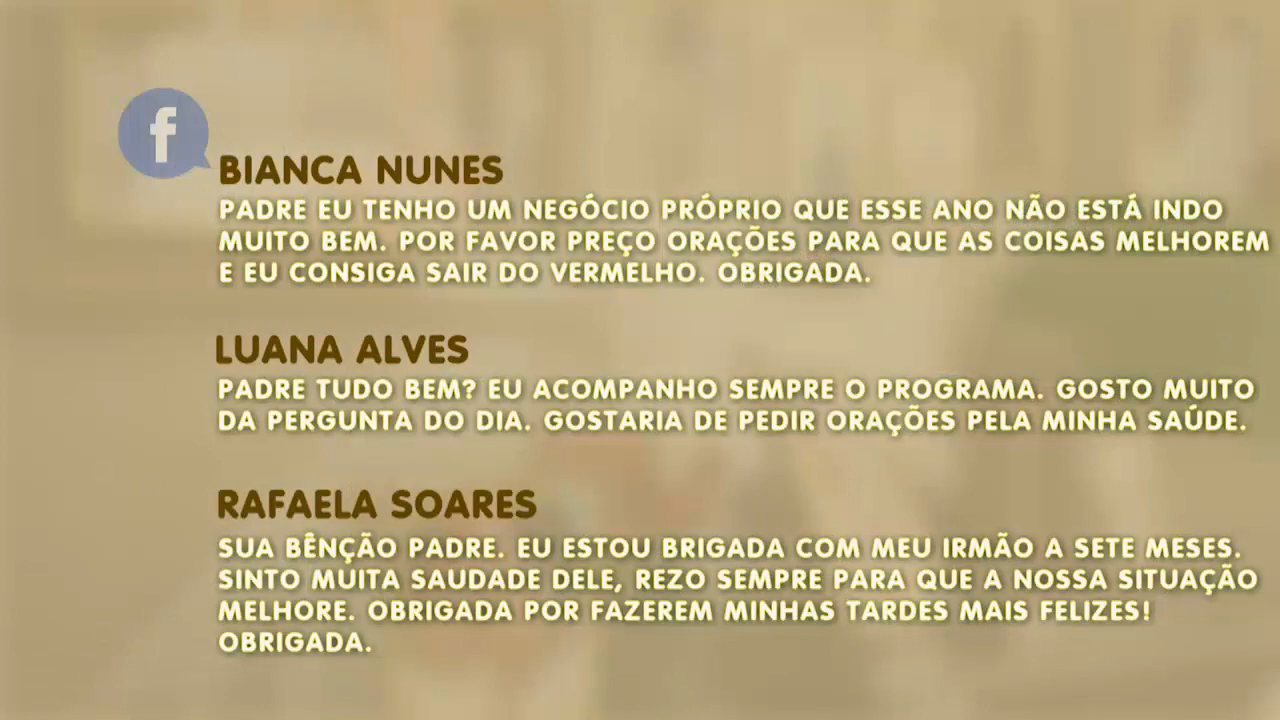 f
BIANCA NUNES
PADRE EU TENHO UM NEGÓCIO PRÓPRIO QUE ESSE ANO NÃO ESTÁ INDO
MUITO BEM. POR FAVOR PREÇO ORAÇÕES PARA QUE AS COISAS MELHOREM
E EU CONSIGA SAIR DO VERMELHO. OBRIGADA.
LUANA ALVES
PADRE TUDO BEM? EU ACOMPANHO SEMPRE O PROGRAMA. GOSTO MUITO
DA PERGUNTA DO DIA. GOSTARIA DE PEDIR ORAÇÕES PELA MINHA SAÚDE.
RAFAELA SOARES
SUA BÊNÇÃO PADRE. EU ESTOU BRIGADA COM MEU IRMÃO A SETE MESES.
SINTO MUITA SAUDADE DELE, REZO SEMPRE PARA QUE A NOSSA SITUAÇÃO
MELHORE. OBRIGADA POR FAZEREM MINHAS TARDES MAIS FELIZES!
OBRIGADA.